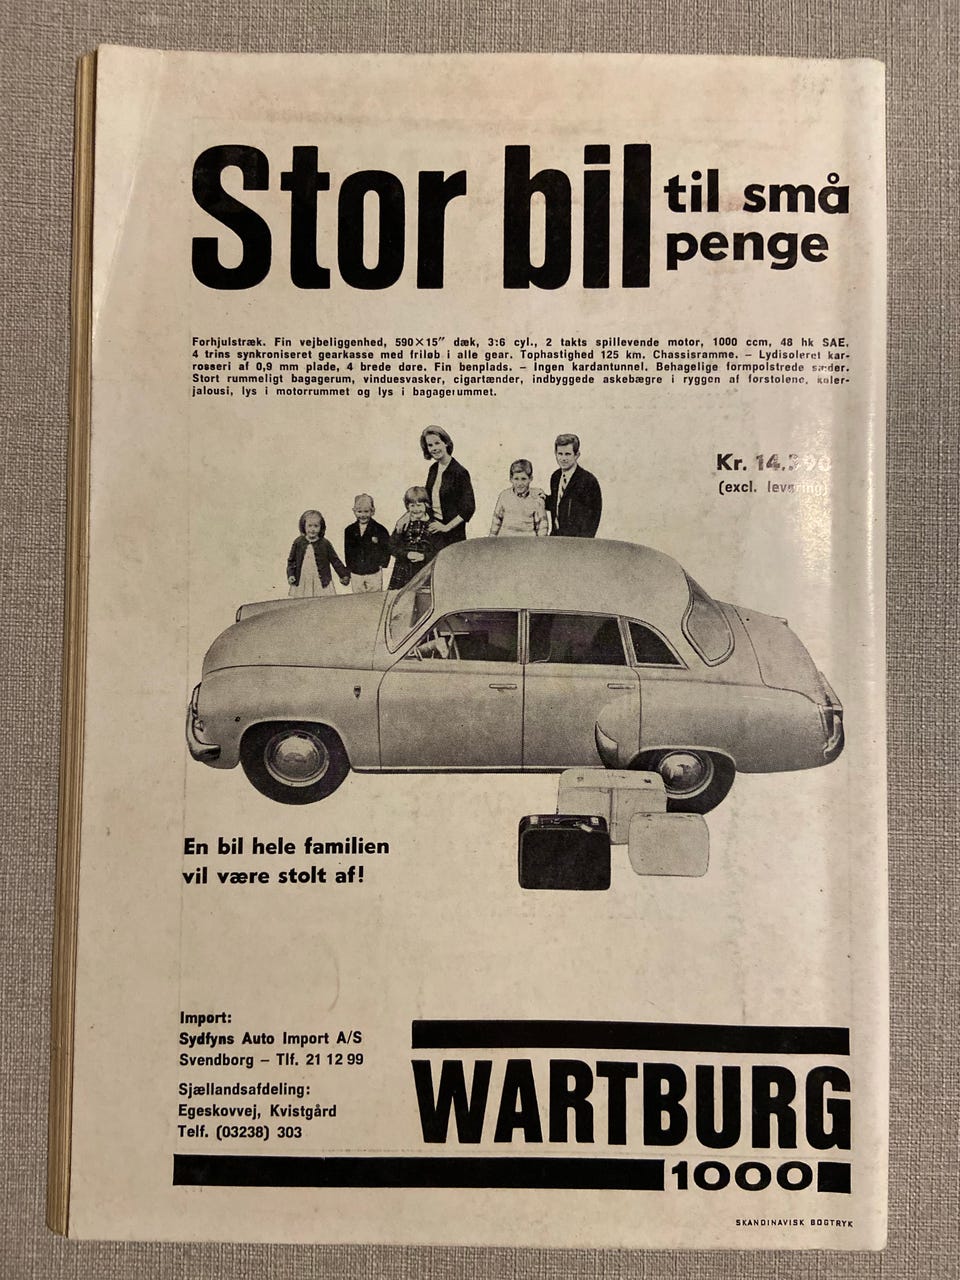 Stor bil til små
penge
Forhjulstræk. Fin vejbeliggenhed, 590×15″ dæk, 3:6 cyl., 2 takts spillevende motor, 1000 ccm, 48 hk SAE,
4 trins synkroniseret gearkasse med friløb i alle gear. Tophastighed 125 km. Chassisramme. – Lydisoleret kar-
rosseri af 0,9 mm plade, 4 brede døre. Fin benplads. – Ingen kardantunnel. Behagelige formpolstrede sæder.
Stort rummeligt bagagerum, vinduesvasker, cigartænder, indbyggede askebægre i ryggen af forstolene, køler-
jalousi, lys i motorrummet og lys i bagagerummet.
Kr.
(excl. levering)
En bil hele familien
vil være stolt af!
Import:
Sydfyns Auto Import A/S
Svendborg – Tlf. 21 12 99
Sjællandsafdeling:
Egeskovvej, Kvistgård
Telf. (03238) 303
WARTBURG
1000
SKANDINAVISK BOGTRYK